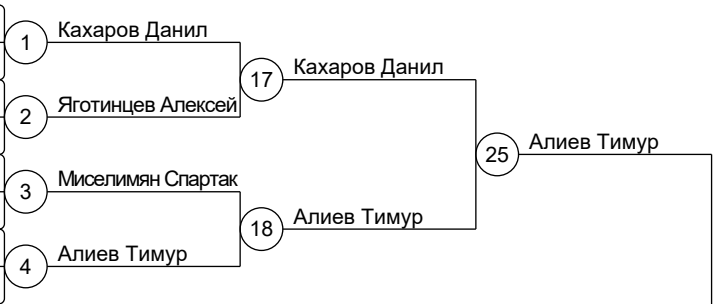 1
Кахаров Данил
17
Кахаров Данил
2
Яготинцев Алексей
25
Алиев Тимур
3
Миселимян Спартак
18
Алиев Тимур
4
Алиев Тимур